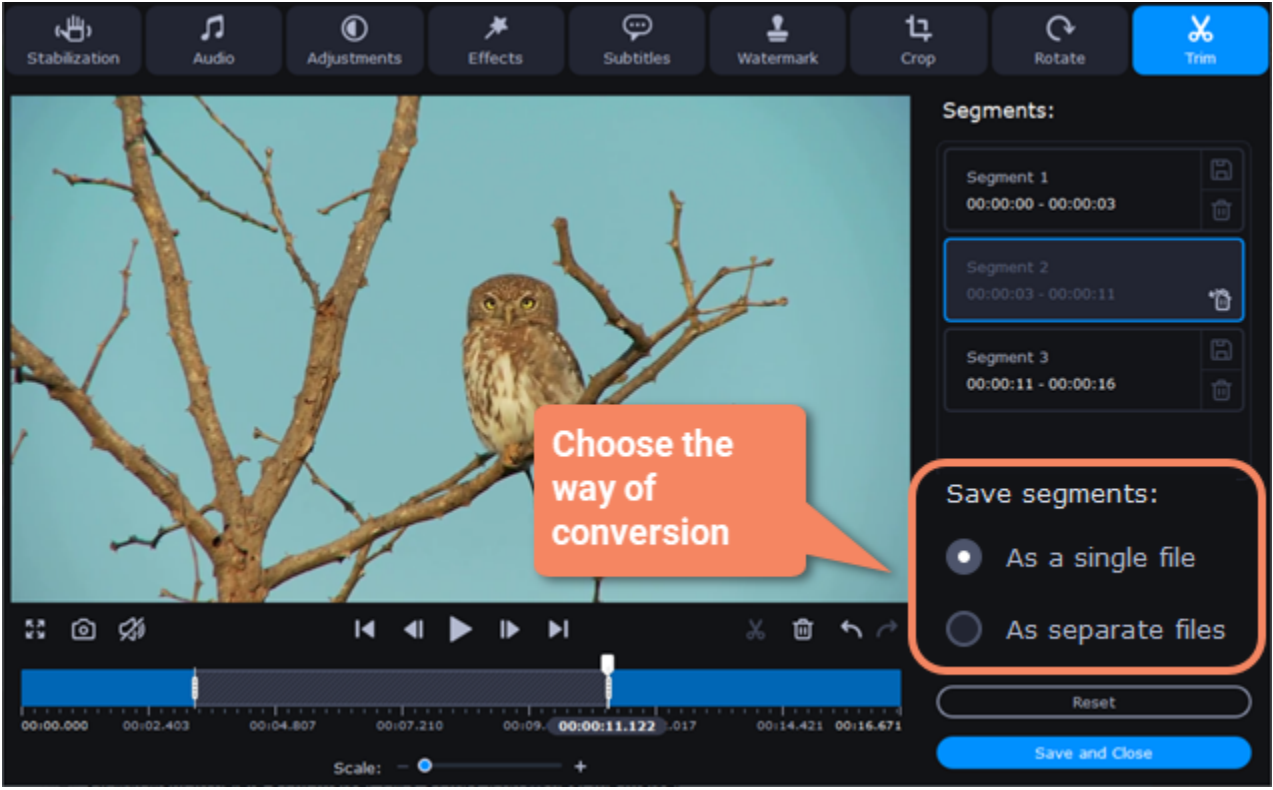 Stabilization
Audio
Adjustments
Effects
Subtitles
Watermark
Crop
Rotate
Trim
Segments:
Segment 1
00:00:00 - 00:00:03
Segment 2
00:00:03 - 00:00:11
Segment 3
00:00:11 - 00:00:16
Choose the
way of
conversion
Save segments:
As a single file
As separate files
00:00.000 00:02.403 00:04.807 00:07.210 00:09. 00:00:11.122 .017 00:14.421 00:16.671
Reset
Save and Close
Scale: - +